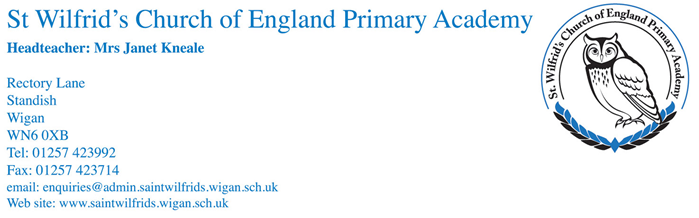 St Wilfrid's Church of England Primary Academy
Headteacher: Mrs Janet Kneale
Rectory Lane
Standish
Wigan
WN6 0XB
Tel: 01257 423992
Fax: 01257 423714
email: enquiries@admin.saintwilfrids.wigan.sch.uk
Web site: www.saintwilfrids.wigan.sch.uk
St. Wilfrid's Church of England Primary Academy